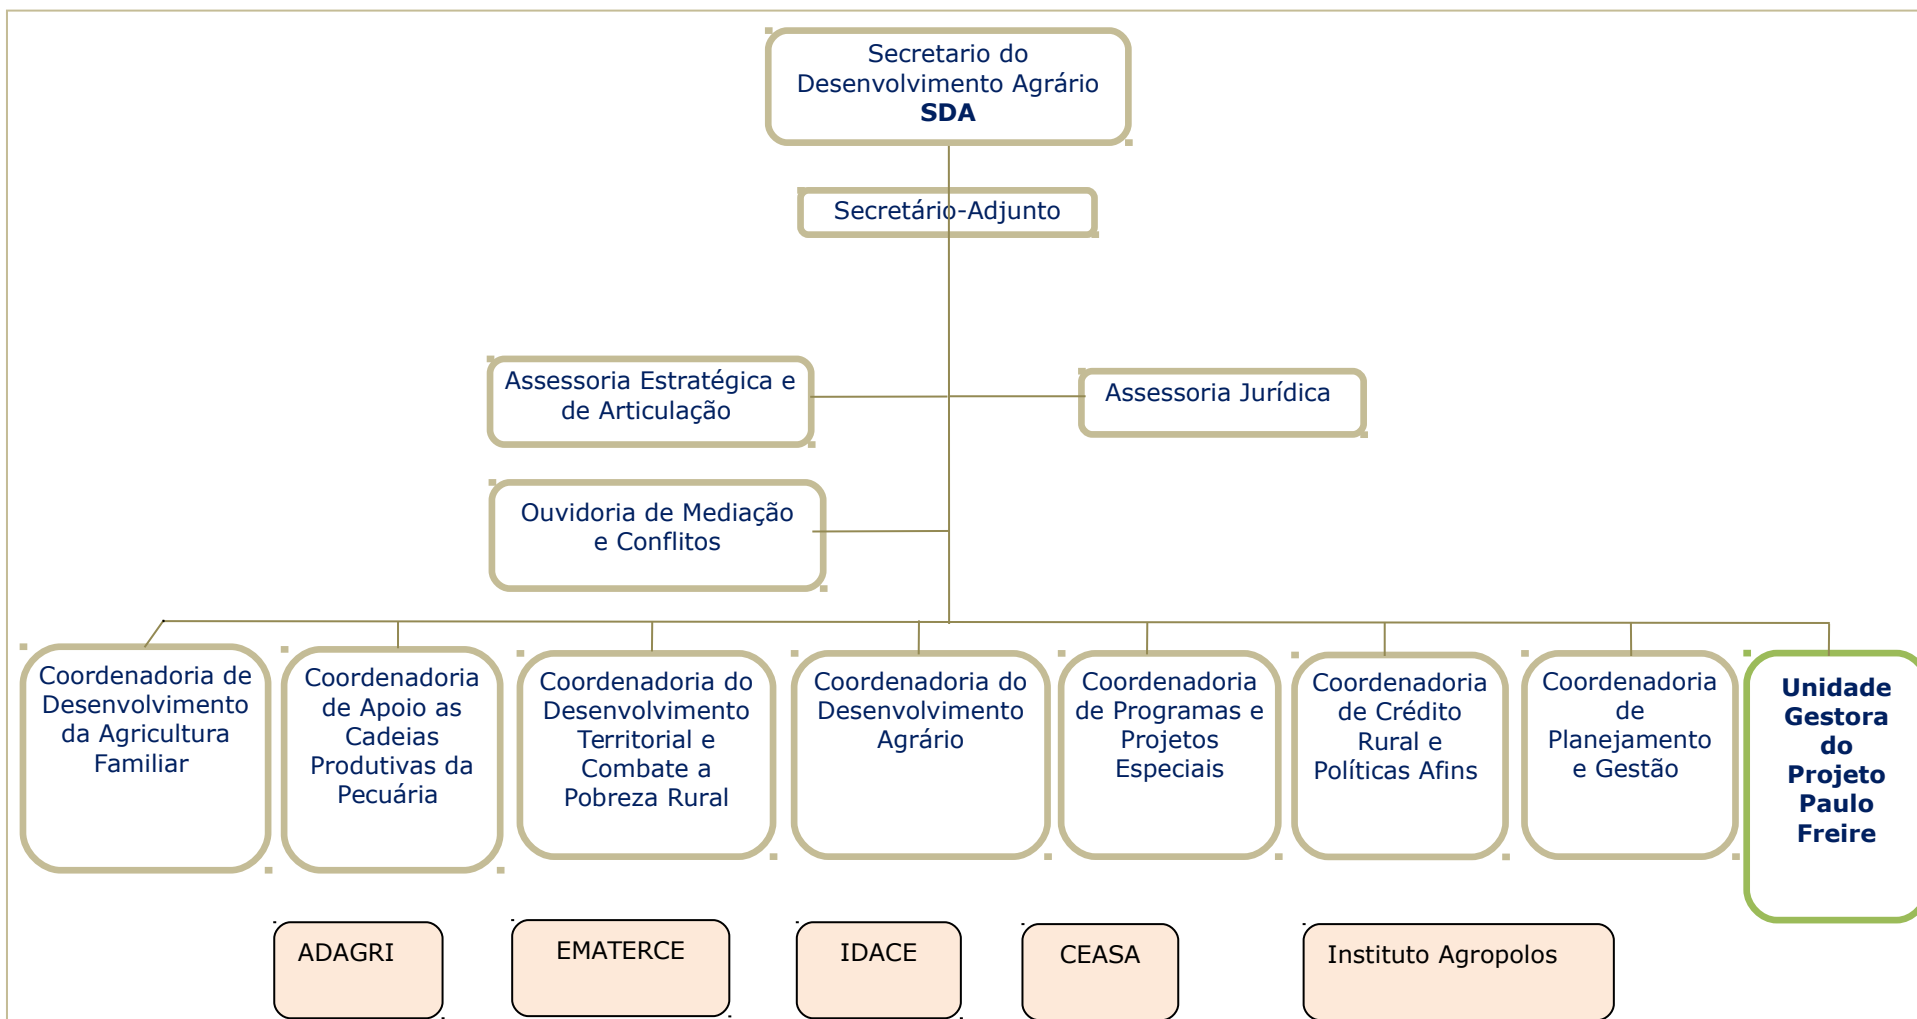 Secretario do
Desenvolvimento Agrário
SDA
Secretário-Adjunto
Assessoria Estratégica e
de Articulação
Assessoria Jurídica
Ouvidoria de Mediação
e Conflitos
Coordenadoria de
Desenvolvimento
da Agricultura
Familiar
Coordenadoria
de Apoio as
Cadeias
Produtivas da
Pecuária
Coordenadoria do
Desenvolvimento
Territorial e
Combate a
Pobreza Rural
Coordenadoria do
Desenvolvimento
Agrário
Coordenadoria
de Programas e
Projetos
Especiais
Coordenadoria
de Crédito
Rural e
Políticas Afins
Coordenadoria
de
Planejamento
e Gestão
Unidade
Gestora
do
Projeto
Paulo
Freire
ADAGRI
EMATERCE
IDACE
CEASA
Instituto Agropolos